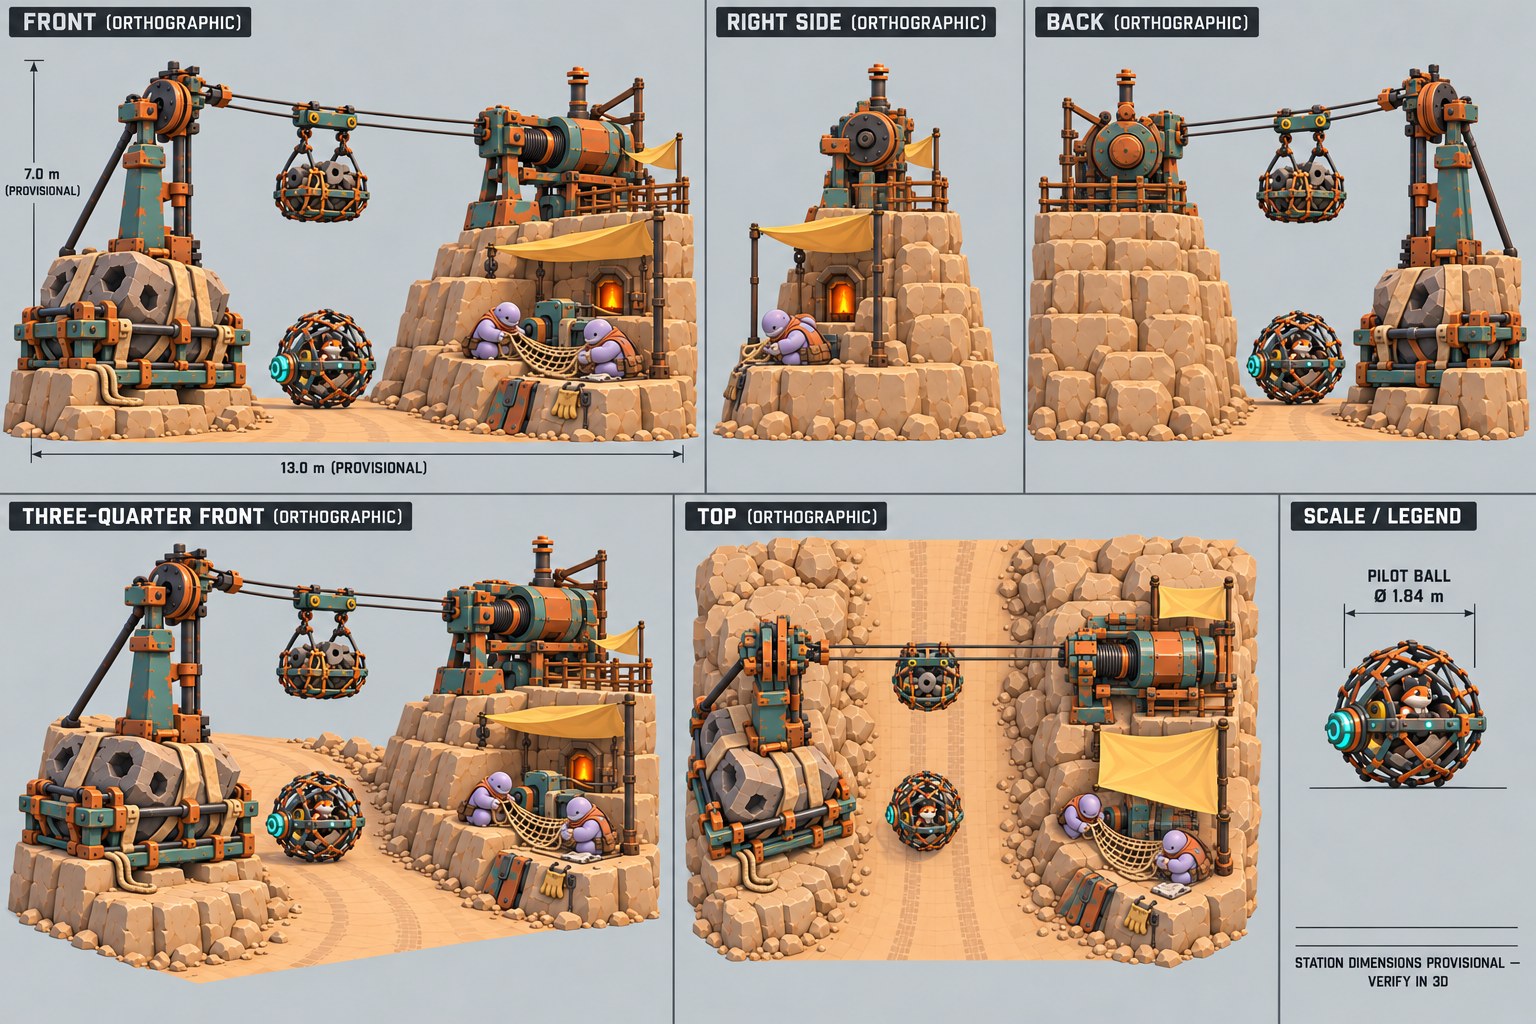 FRONT (ORTHOGRAPHIC)
RIGHT SIDE (ORTHOGRAPHIC)
BACK (ORTHOGRAPHIC)
7.0 m
(PROVISIONAL)
13.0 m (PROVISIONAL)
THREE-QUARTER FRONT (ORTHOGRAPHIC)
TOP (ORTHOGRAPHIC)
SCALE / LEGEND
PILOT BALL
Ø 1.84 m
STATION DIMENSIONS PROVISIONAL —
VERIFY IN 3D